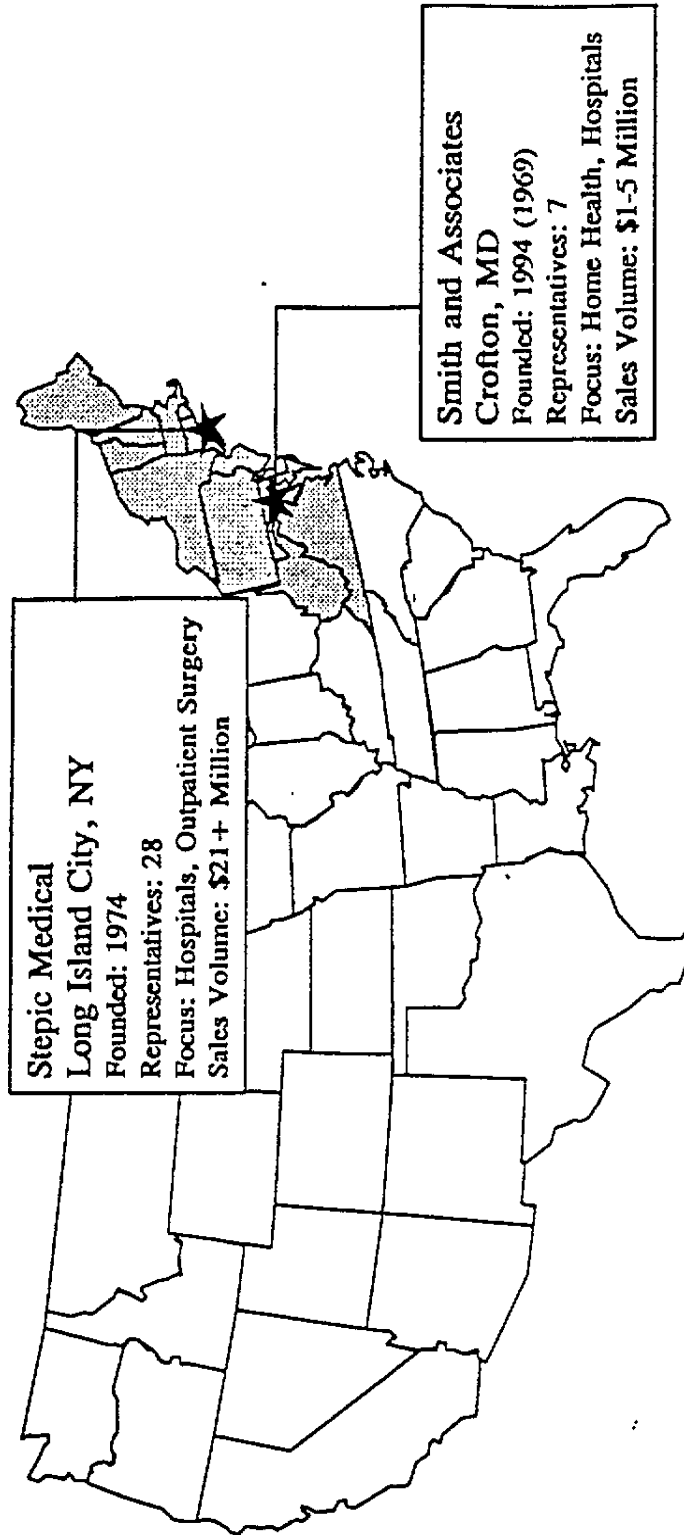 Stepic Medical
Long Island City, NY
Founded: 1974
Representatives: 28
Focus: Hospitals, Outpatient Surgery
Sales Volume: $21+ Million
Smith and Associates
Crofton, MD
Founded: 1994 (1969)
Representatives: 7
Focus: Home Health, Hospitals
Sales Volume: $1-5 Million